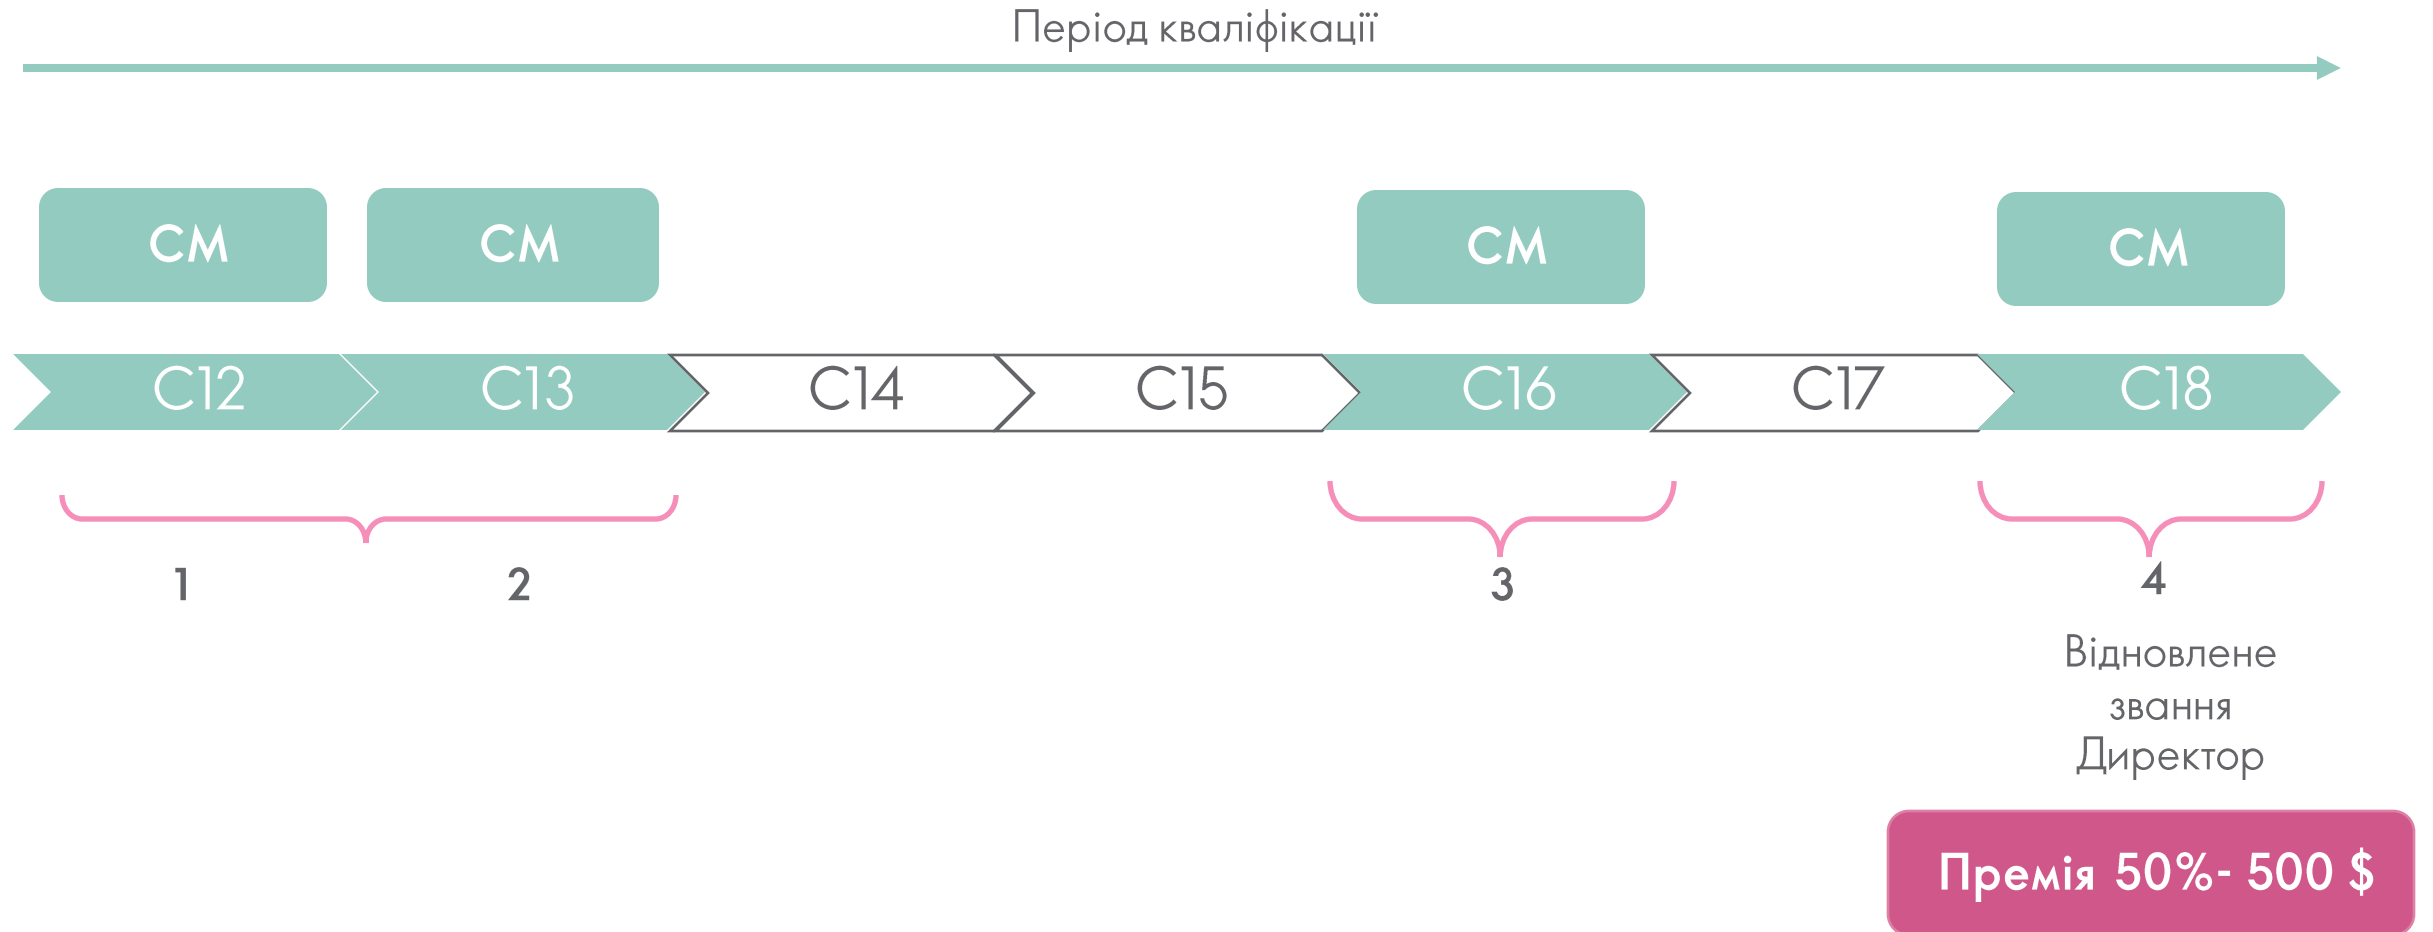 Період кваліфікації
СМ СМ СМ СМ
С12 С13 С14 С15 С16 С17 С18
1 2 3 4
Відновлене
звання
Директор
Премія 50%- 500 $